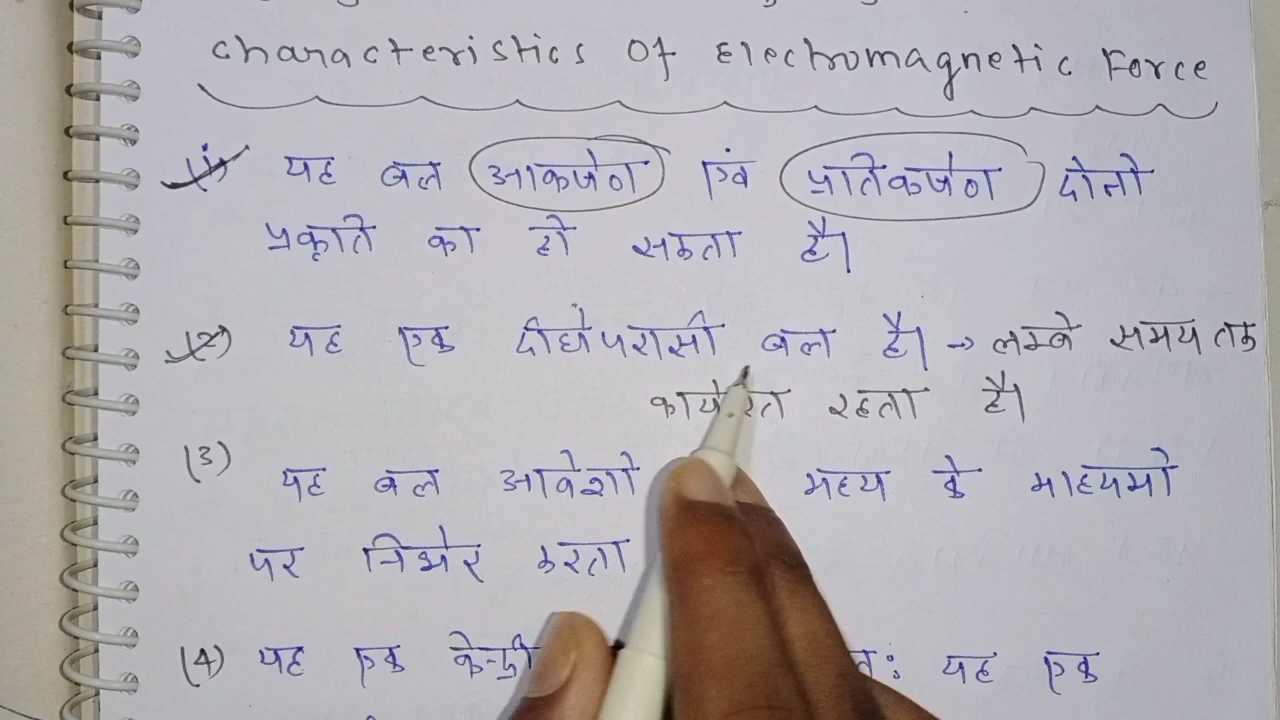 characteristics of Electromagnetic Force
(1) यह बल आकर्षण एवं प्रतिकर्षण दोनो
प्रकृति का हो सकता है।
(2) यह एक दीर्घपरासी बल है। → लम्बे समय तक
कार्यरत रहता है।
(3) यह बल आवेशो मध्य के माध्यमो
पर निर्भर करता
(4) यह एक यह एक